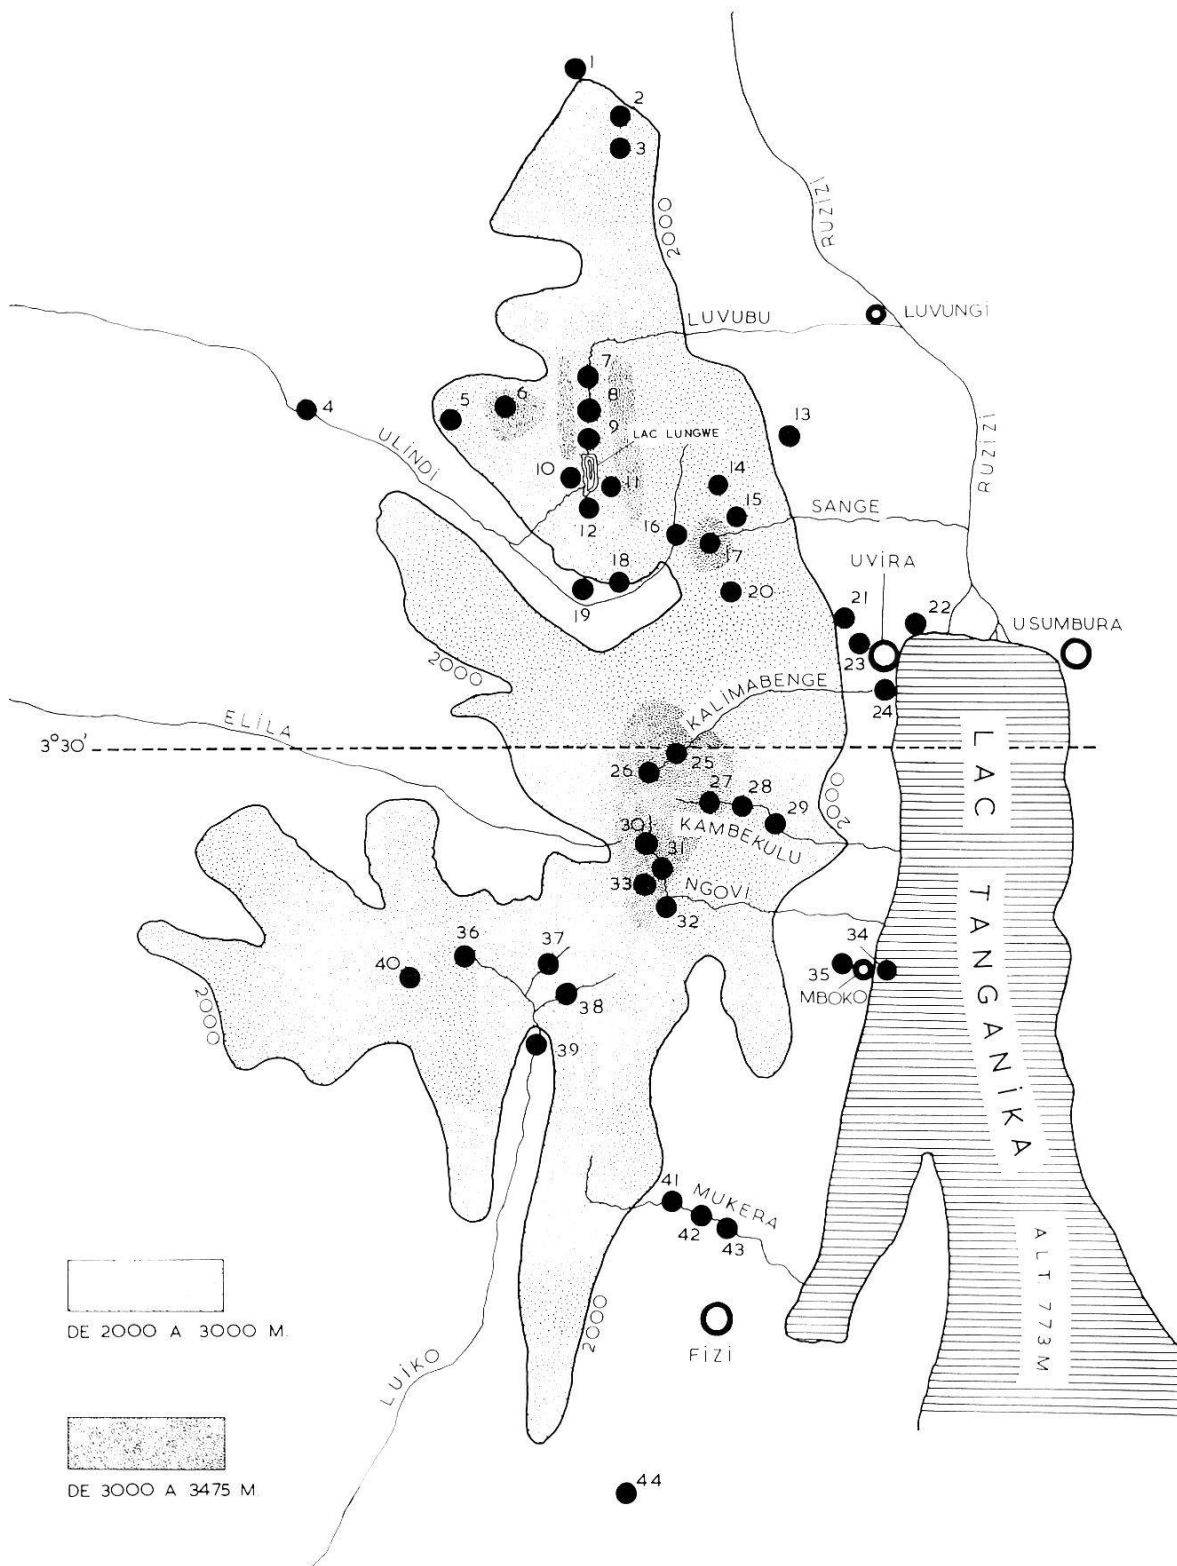 1
2
3
2000
RUZIZI
LUVUBU
LUVUNGI
7
4
5
6
8
13
9
LAC LUNGWE
ULINDI
RUZIZI
10
11
14
12
15
16
SANGE
17
18
UVIRA
19
20
21
22
USUMBURA
23
2000
KALIMABENGE
24
ELILA
3°30'
25
26
27
28
29
2000
30
KAMBEKULU
31
33
NGOVI
32
36
37
34
40
35
MBOKO
38
2000
39
LAC TANGANIKA
41
MUKERA
42
43
ALT. 773M
DE 2000 A 3000 M.
2000
FIZI
LUIKO
DE 3000 A 3475 M.
44